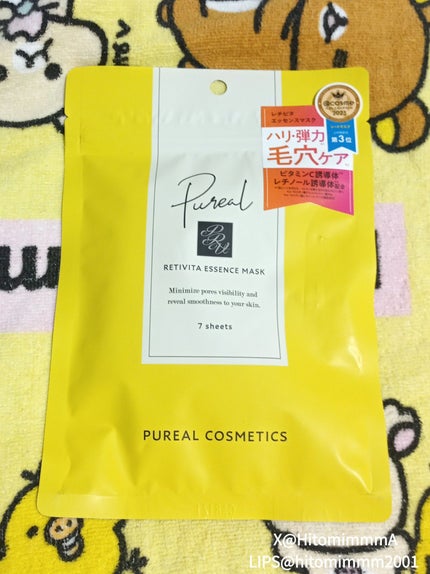 @cosme
2023
レチビタ
エッセンスマスク
ハリ・弾力
毛穴ケア
ビタミンC誘導体
レチノール誘導体配合
第3位
Pureal
RETIVITA ESSENCE MASK
Minimize pores visibility and
reveal smoothness to your skin.
7 sheets
PUREAL COSMETICS
X@HitomimmmA
LIPS@hitomimmm2001